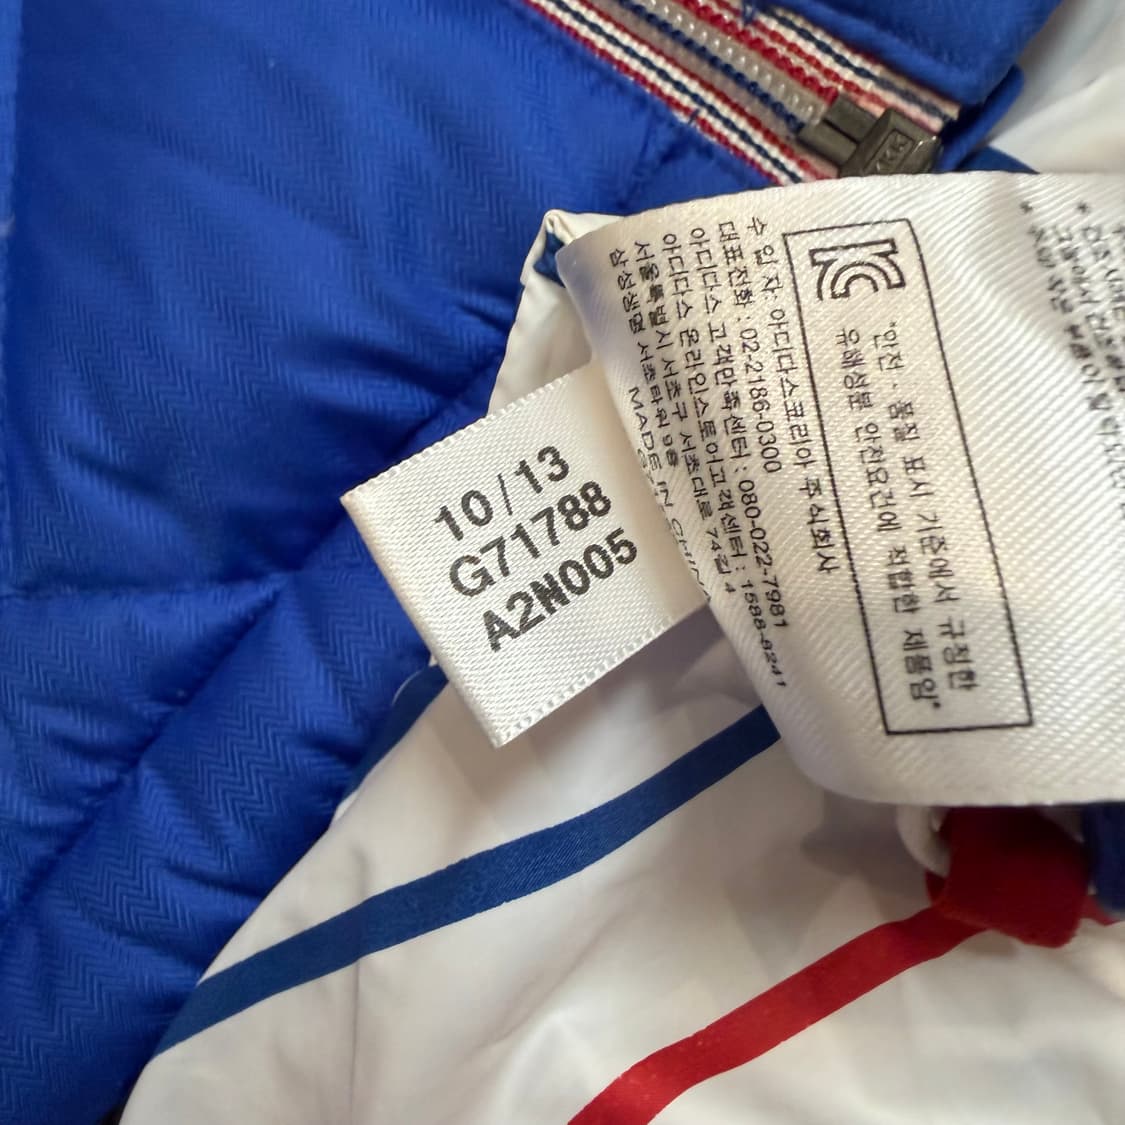 10/13
G71788
A2N005
YKK
"안전·품질 표시 기준에서 규정한
유해성분 안전요건에 적합한 제품임"
수 입 자: 아디다스코리아 주식회사
대표전화: 02-2186-0300
아디다스 고객만족센터: 080-022-7981
아디다스 온라인스토어고객센터: 1588-8241
서울특별시 서초구 서초대로 74길 4
삼성생명 서초타워 9층
MADE IN CHINA